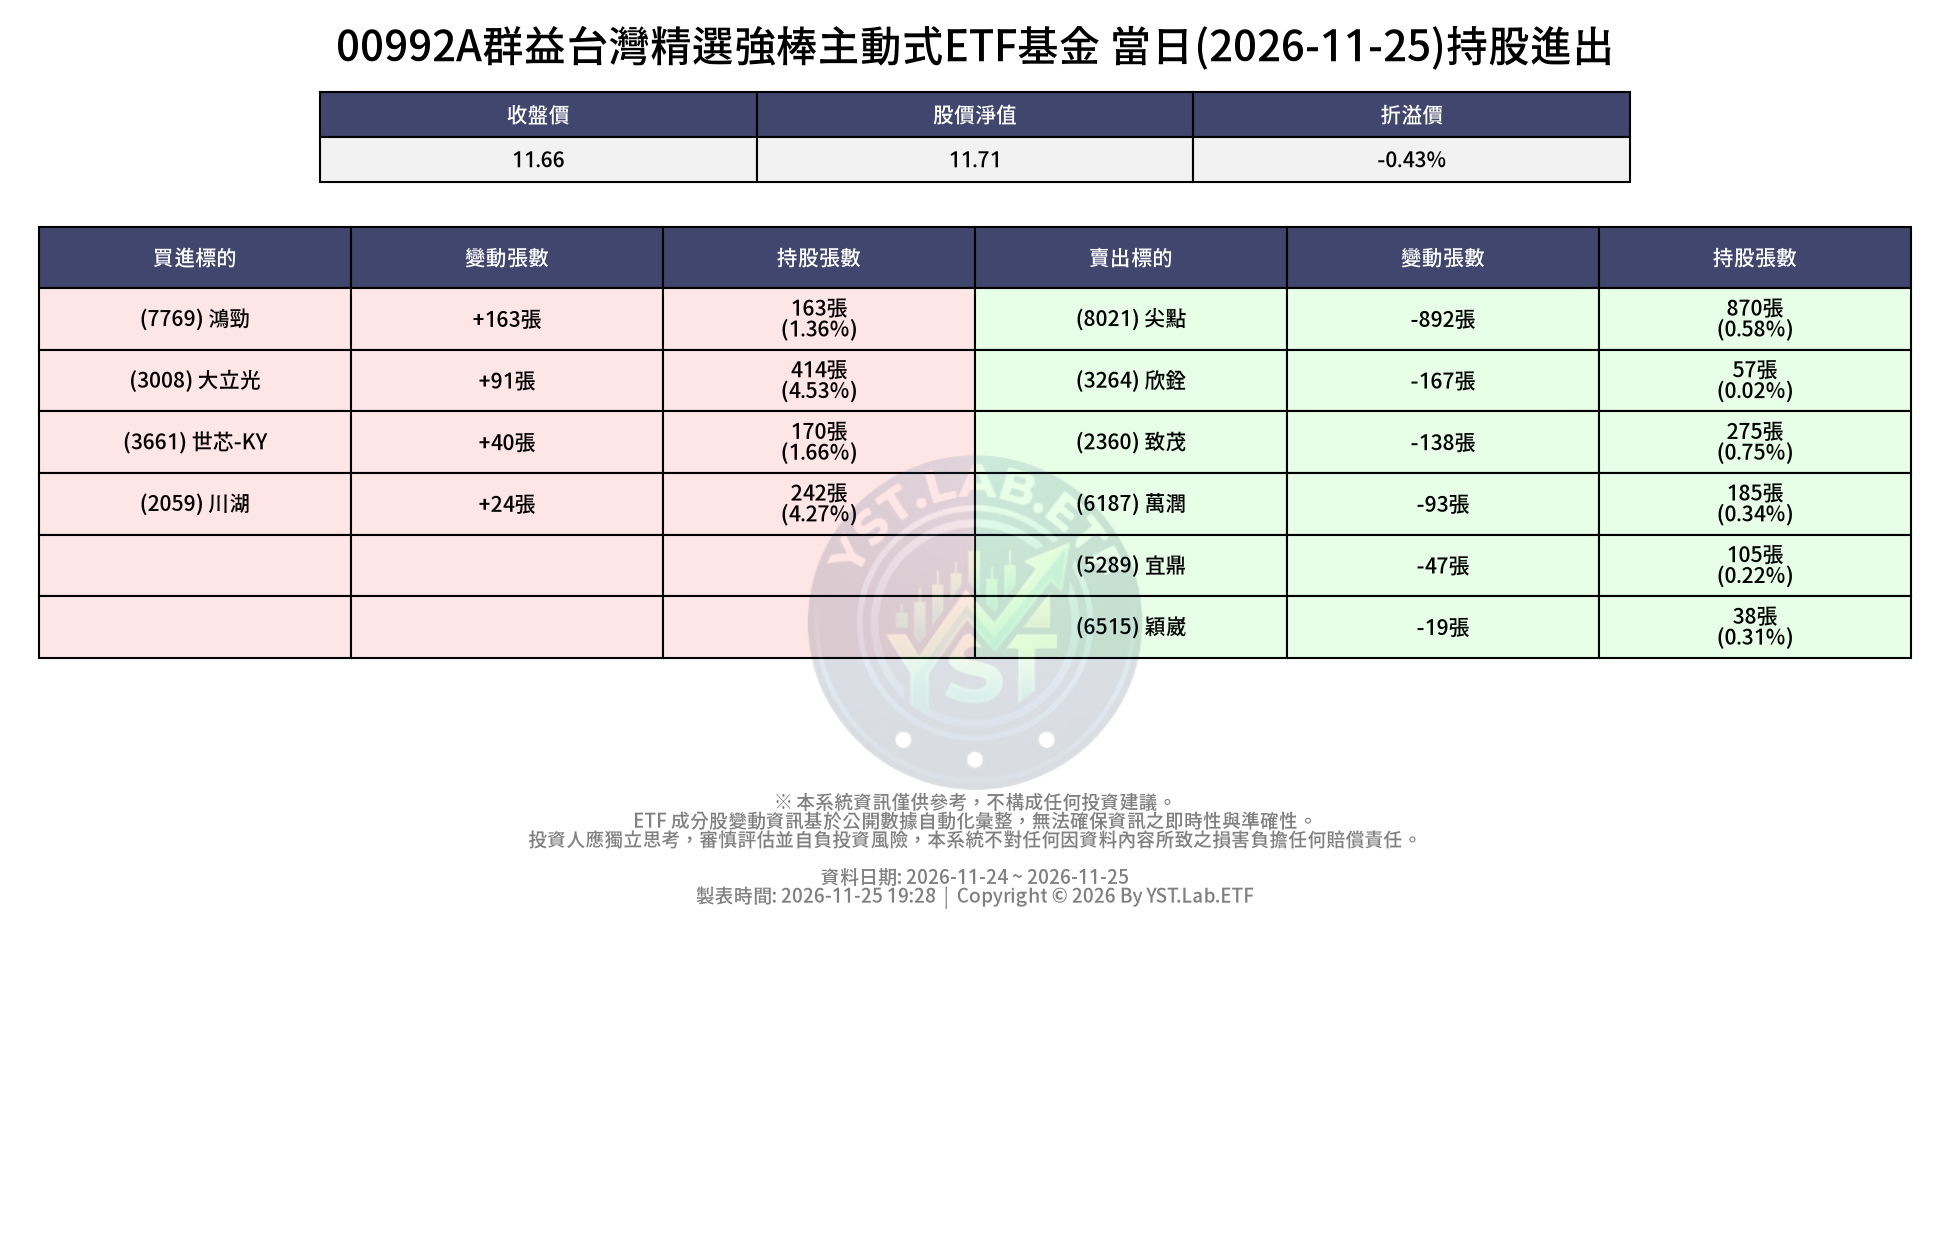 00992A群益台灣精選強棒主動式ETF基金 當日(2026-11-25)持股進出
收盤價 股價淨值 折溢價
11.66 11.71 -0.43%
買進標的 變動張數 持股張數 賣出標的 變動張數 持股張數
(7769) 鴻勁 +163張 163張 (1.36%) (8021) 尖點 -892張 870張 (0.58%)
(3008) 大立光 +91張 414張 (4.53%) (3264) 欣銓 -167張 57張 (0.02%)
(3661) 世芯-KY +40張 170張 (1.66%) (2360) 致茂 -138張 275張 (0.75%)
(2059) 川湖 +24張 242張 (4.27%) (6187) 萬潤 -93張 185張 (0.34%)
(5289) 宜鼎 -47張 105張 (0.22%)
(6515) 穎崴 -19張 38張 (0.31%)
YST.LAB.ETF
YST
※ 本系統資訊僅供參考，不構成任何投資建議。
ETF 成分股變動資訊基於公開數據自動化彙整，無法確保資訊之即時性與準確性。
投資人應獨立思考，審慎評估並自負投資風險，本系統不對任何因資料內容所致之損害負擔任何賠償責任。
資料日期: 2026-11-24 ~ 2026-11-25
製表時間: 2026-11-25 19:28 | Copyright © 2026 By YST.Lab.ETF